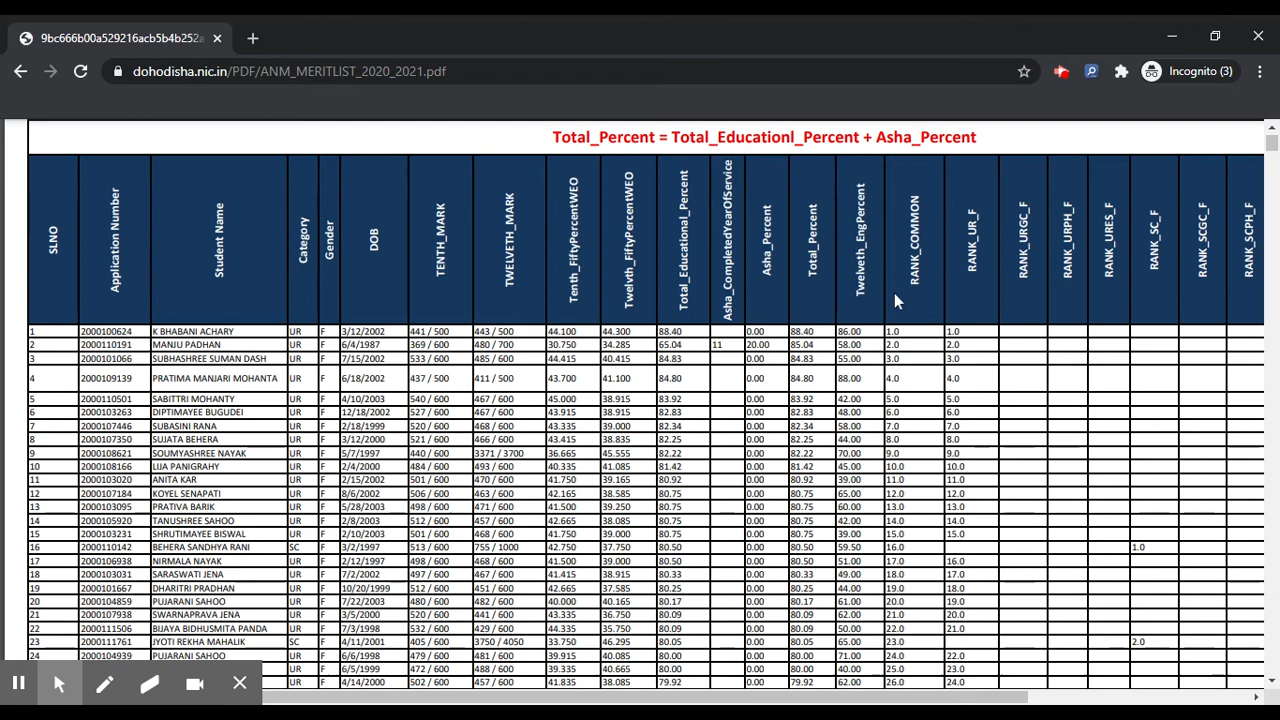 9bc666b00a529216acb5b4b252a
dohodisha.nic.in/PDF/ANM_MERITLIST_2020_2021.pdf
Incognito (3)
Total_Percent = Total_Educationl_Percent + Asha_Percent
SLNO Application Number Student Name Category Gender DOB TENTH_MARK TWELVETH_MARK Tenth_FiftyPercentWEO Twelvth_FiftyPercentWEO Total_Educational_Percent Asha_CompletedYearOfService Asha_Percent Total_Percent Twelveth_EngPercent RANK_COMMON RANK_UR_F RANK_URGC_F RANK_URPH_F RANK_URES_F RANK_SC_F RANK_SCGC_F RANK_SCPH_F
1 2000100624 K BHABANI ACHARY UR F 3/12/2002 441 / 500 443 / 500 44.100 44.300 88.40 0.00 88.40 86.00 1.0 1.0
2 2000110191 MANJU PADHAN UR F 6/4/1987 369 / 600 480 / 700 30.750 34.285 65.04 11 20.00 85.04 58.00 2.0 2.0
3 2000101066 SUBHASHREE SUMAN DASH UR F 7/15/2002 533 / 600 485 / 600 44.415 40.415 84.83 0.00 84.83 55.00 3.0 3.0
4 2000109139 PRATIMA MANJARI MOHANTA UR F 6/18/2002 437 / 500 411 / 500 43.700 41.100 84.80 0.00 84.80 88.00 4.0 4.0
5 2000110501 SABITTRI MOHANTY UR F 4/10/2003 540 / 600 467 / 600 45.000 38.915 83.92 0.00 83.92 42.00 5.0 5.0
6 2000103263 DIPTIMAYEE BUGUDEI UR F 12/18/2002 527 / 600 467 / 600 43.915 38.915 82.83 0.00 82.83 48.00 6.0 6.0
7 2000107446 SUBASINI RANA UR F 2/18/1999 520 / 600 468 / 600 43.335 39.000 82.34 0.00 82.34 58.00 7.0 7.0
8 2000107350 SUJATA BEHERA UR F 3/12/2000 521 / 600 466 / 600 43.415 38.835 82.25 0.00 82.25 44.00 8.0 8.0
9 2000108621 SOUMYASHREE NAYAK UR F 5/7/1997 440 / 600 3371 / 3700 36.665 45.555 82.22 0.00 82.22 70.00 9.0 9.0
10 2000108166 LIJA PANIGRAHY UR F 2/4/2000 484 / 600 493 / 600 40.335 41.085 81.42 0.00 81.42 45.00 10.0 10.0
11 2000103020 ANITA KAR UR F 2/15/2002 501 / 600 470 / 600 41.750 39.165 80.92 0.00 80.92 39.00 11.0 11.0
12 2000107184 KOYEL SENAPATI UR F 8/6/2002 506 / 600 463 / 600 42.165 38.585 80.75 0.00 80.75 65.00 12.0 12.0
13 2000103095 PRATIVA BARIK UR F 5/28/2003 498 / 600 471 / 600 41.500 39.250 80.75 0.00 80.75 60.00 13.0 13.0
14 2000105920 TANUSHREE SAHOO UR F 2/8/2003 512 / 600 457 / 600 42.665 38.085 80.75 0.00 80.75 42.00 14.0 14.0
15 2000103239 SHRUTIMAYEE BISWAL UR F 2/10/2003 501 / 600 468 / 600 41.750 39.000 80.75 0.00 80.75 39.00 15.0 15.0
16 2000110142 BEHERA SANDHYA RANI SC F 3/2/1997 513 / 600 755 / 1000 42.750 37.750 80.50 0.00 80.50 59.50 16.0 1.0
17 2000106938 NIRMALA NAYAK UR F 2/12/1997 498 / 600 468 / 600 41.500 39.000 80.50 0.00 80.50 51.00 17.0 16.0
18 2000103031 SARASWATI JENA UR F 7/2/2002 497 / 600 467 / 600 41.415 38.915 80.33 0.00 80.33 49.00 18.0 17.0
19 2000101667 DHARITRI PRADHAN UR F 10/20/1999 512 / 600 451 / 600 42.665 37.585 80.25 0.00 80.25 44.00 19.0 18.0
20 2000104859 PUJARANI SAHOO UR F 7/22/2003 480 / 600 482 / 600 40.000 40.165 80.17 0.00 80.17 61.00 20.0 19.0
21 2000107938 SWARNAPRAVA JENA UR F 3/5/2000 520 / 600 441 / 600 43.335 36.750 80.09 0.00 80.09 62.00 21.0 20.0
22 2000111506 BIJAYA BIDHUSMITA PANDA UR F 7/3/1998 532 / 600 429 / 600 44.335 35.750 80.09 0.00 80.09 50.00 22.0 21.0
23 2000111761 JYOTI REKHA MAHALIK SC F 4/11/2001 405 / 600 3750 / 4050 33.750 46.295 80.05 0.00 80.05 65.00 23.0 2.0
24 2000104939 PUJARANI SAHOO UR F 6/6/1998 479 / 600 481 / 600 39.915 40.085 80.00 0.00 80.00 71.00 24.0 22.0
UR F 6/5/1999 472 / 600 488 / 600 39.335 40.665 80.00 0.00 80.00 40.00 25.0 23.0
UR F 4/14/2000 502 / 600 457 / 600 41.835 38.085 79.92 0.00 79.92 62.00 26.0 24.0